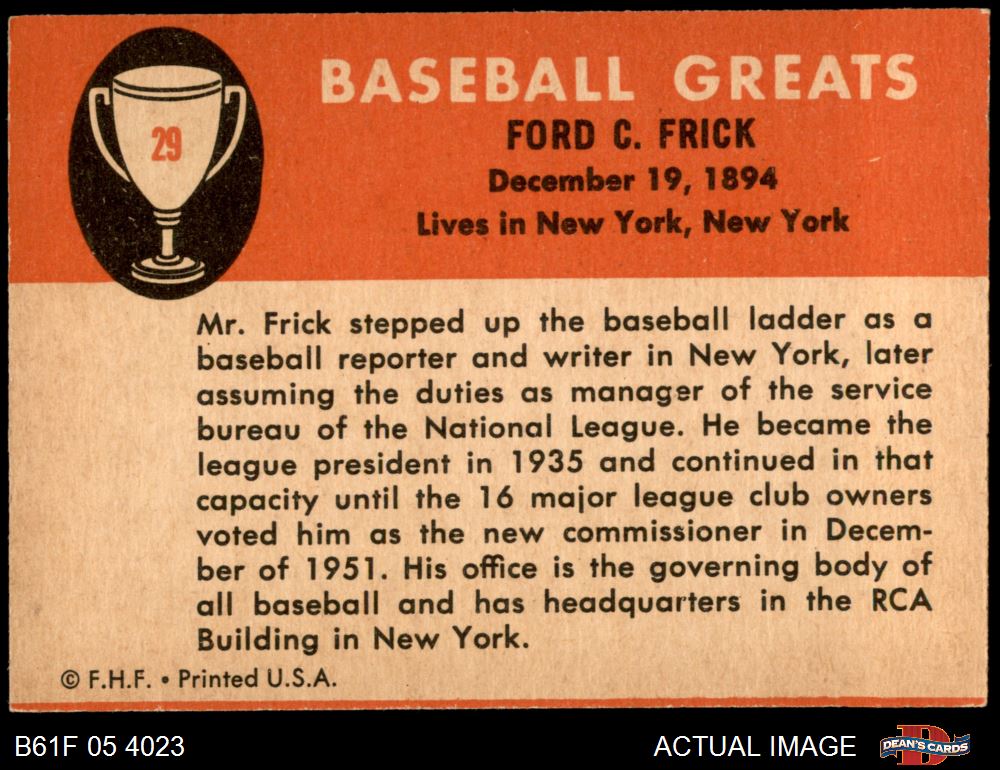 29
BASEBALL GREATS
FORD C. FRICK
December 19, 1894
Lives in New York, New York
Mr. Frick stepped up the baseball ladder as a
baseball reporter and writer in New York, later
assuming the duties as manager of the service
bureau of the National League. He became the
league president in 1935 and continued in that
capacity until the 16 major league club owners
voted him as the new commissioner in Decem-
ber of 1951. His office is the governing body of
all baseball and has headquarters in the RCA
Building in New York.
© F.H.F. • Printed U.S.A.
B61F 05 4023
ACTUAL IMAGE
D
DEAN'S CARDS